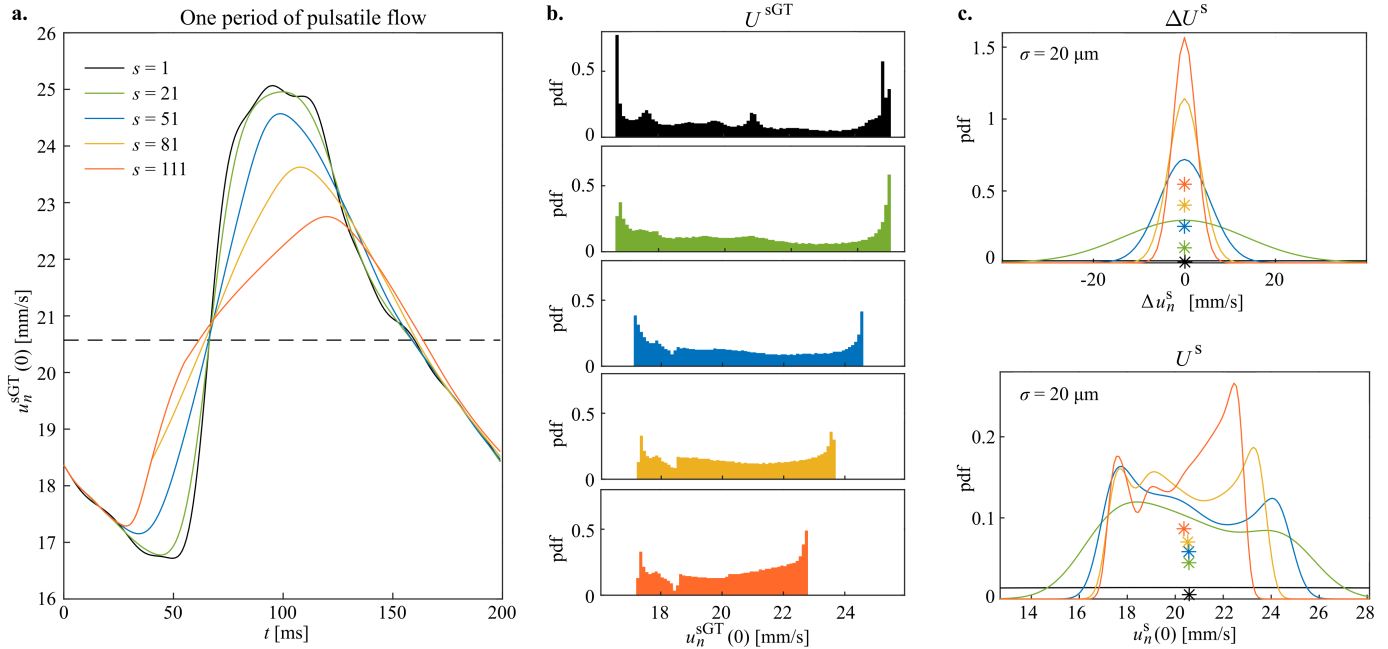 a.
One period of pulsatile flow
26
25
24
23
22
21
20
19
18
17
16
u_n^sGT(0) [mm/s]
s = 1
s = 21
s = 51
s = 81
s = 111
0 50 100 150 200
t [ms]
b.
U^sGT
pdf
0.5
0
pdf
0.5
0
pdf
0.5
0
pdf
0.5
0
pdf
0.5
0
18 20 22 24
u_n^sGT(0) [mm/s]
c.
ΔU^s
σ = 20 μm
pdf
1.5
1
0.5
0
-20 0 20
Δu_n^s [mm/s]
U^s
σ = 20 μm
pdf
0.2
0.1
0
14 16 18 20 22 24 26 28
u_n^s(0) [mm/s]